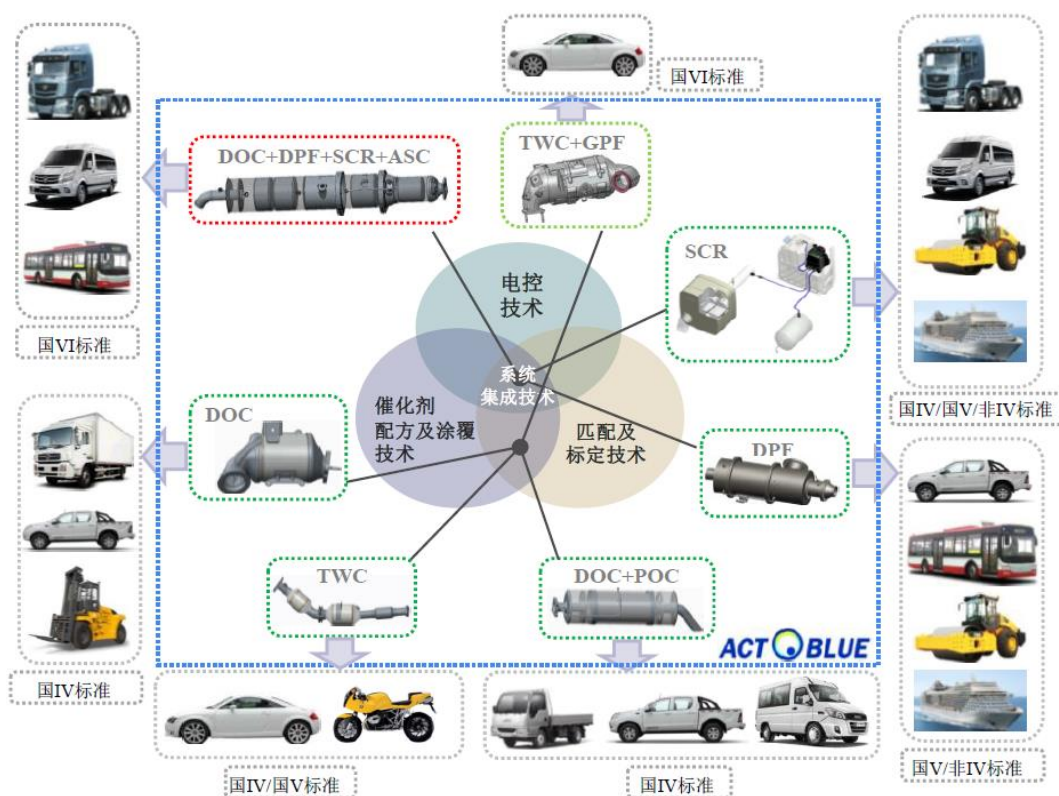 国VI标准
DOC+DPF+SCR+ASC
TWC+GPF
SCR
电控
技术
国VI标准
系统
集成技术
国IV/国V/非IV标准
DOC
催化剂
配方及涂覆
技术
匹配及
标定技术
DPF
TWC
DOC+POC
ACTBLUE
国IV标准
国IV/国V标准
国IV标准
国V/非IV标准